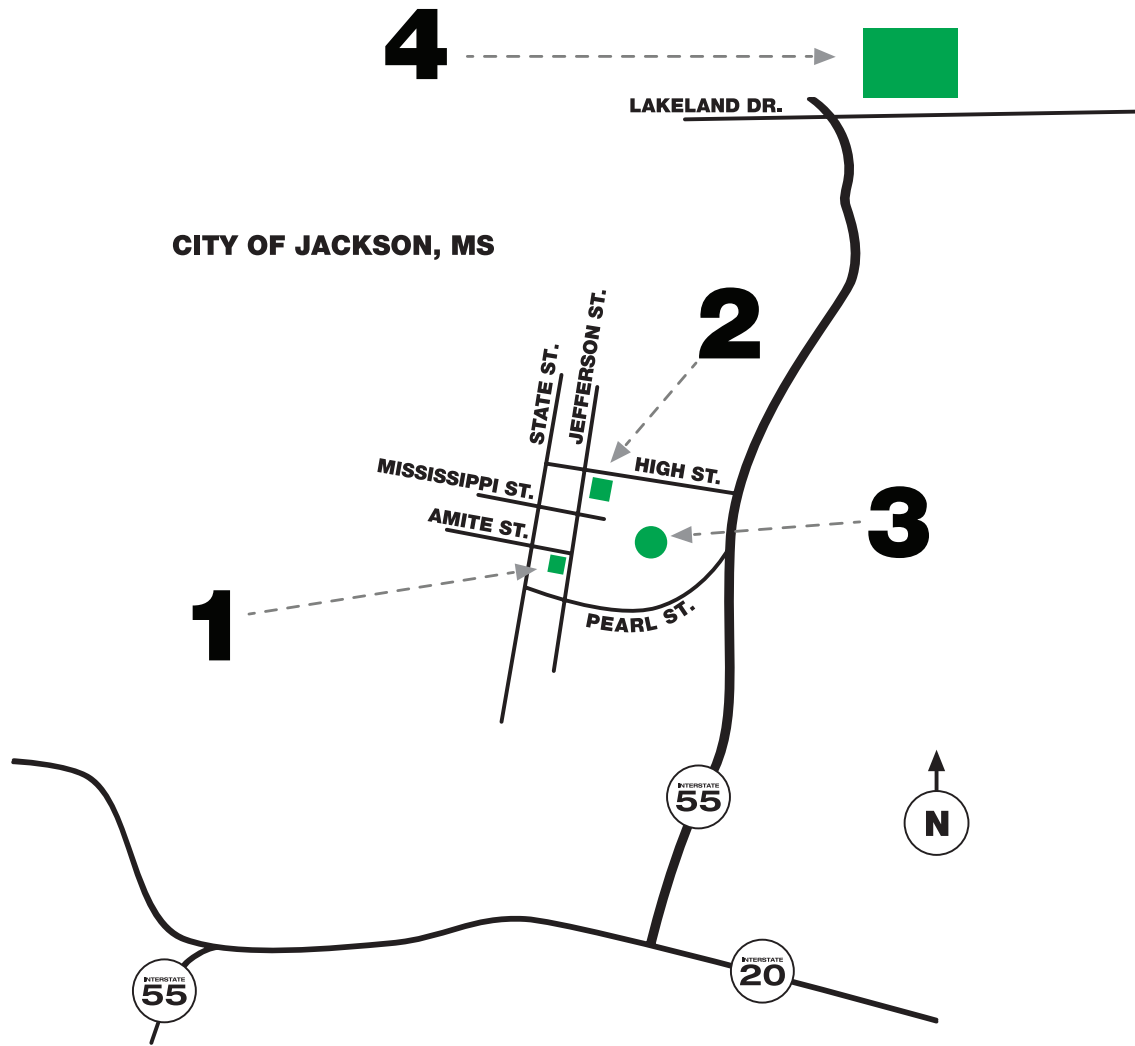 4
LAKELAND DR.
CITY OF JACKSON, MS
2
STATE ST.
JEFFERSON ST.
MISSISSIPPI ST.
HIGH ST.
AMITE ST.
3
1
PEARL ST.
INTERSTATE
55
N
INTERSTATE
20
INTERSTATE
55